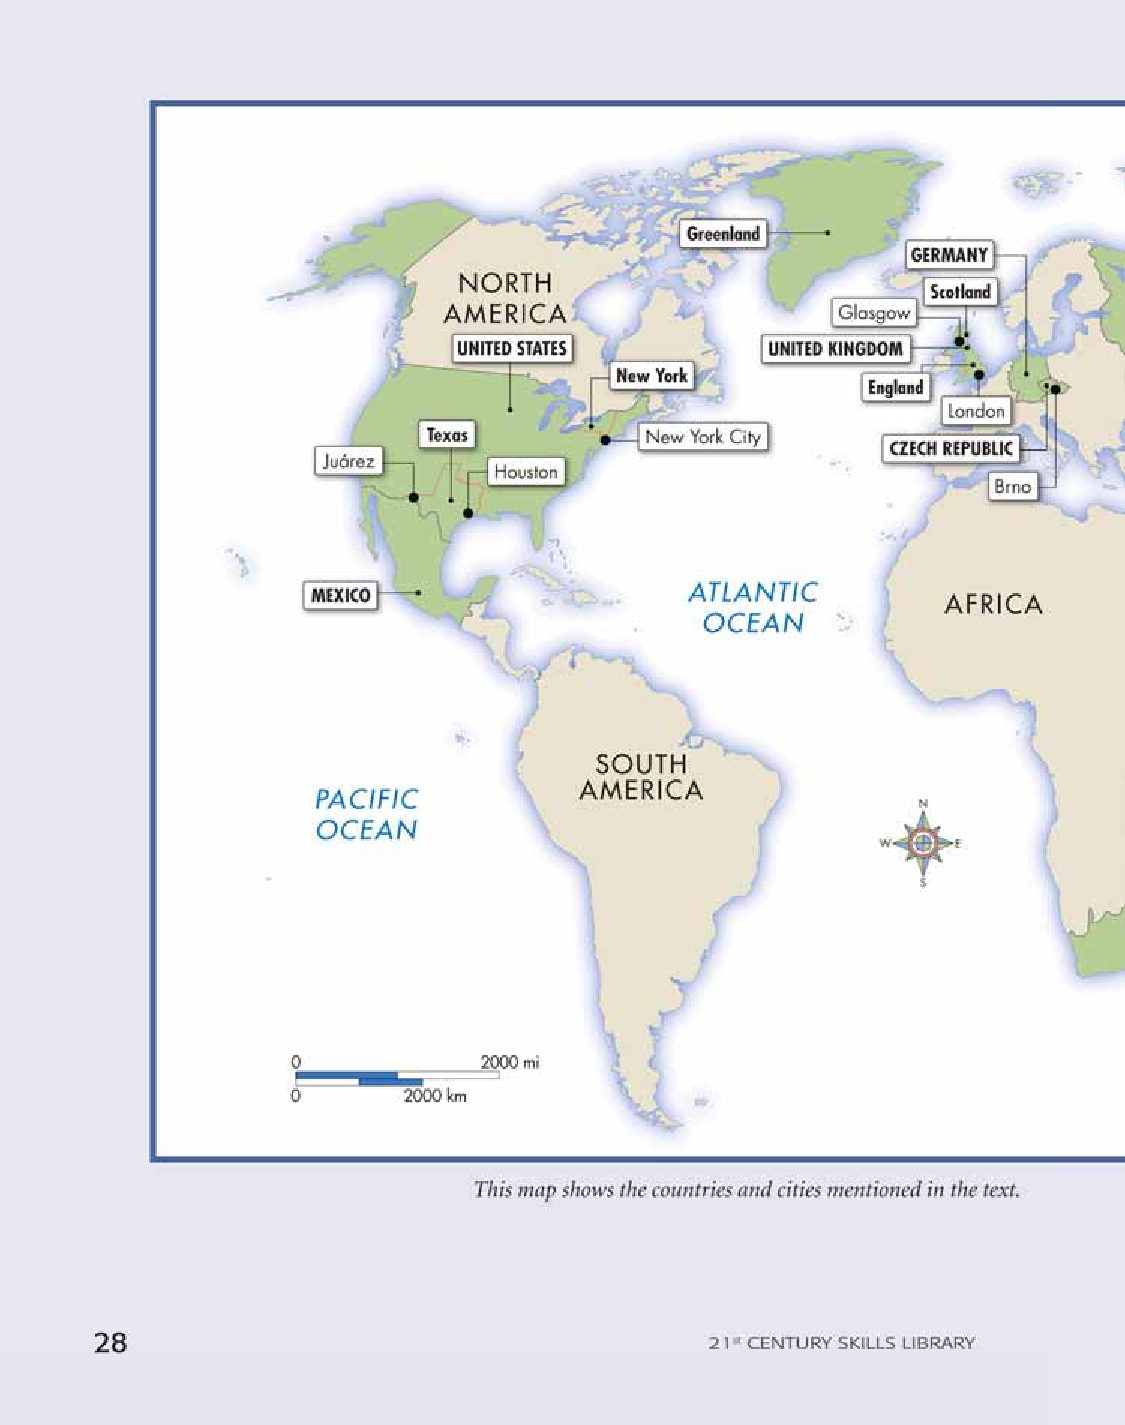 Greenland
GERMANY
NORTH
AMERICA
Scotland
Glasgow
UNITED STATES
UNITED KINGDOM
New York
England
London
Texas
New York City
CZECH REPUBLIC
Juárez
Houston
Brno
MEXICO
ATLANTIC
OCEAN
AFRICA
SOUTH
AMERICA
PACIFIC
OCEAN
N
W E
S
0 2000 mi
0 2000 km
This map shows the countries and cities mentioned in the text.
28 21st CENTURY SKILLS LIBRARY